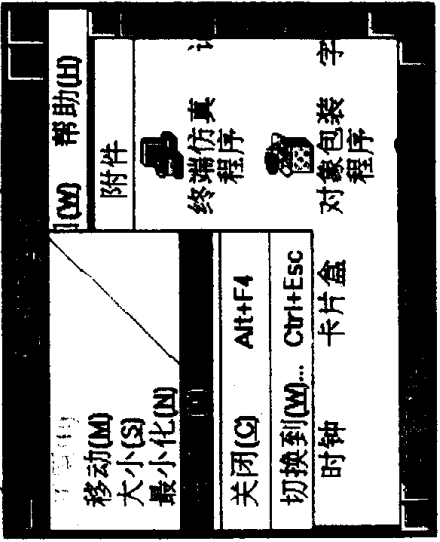 ](W) 帮助(H)
附件
终端仿真
程序
对象包装
程序
移动(M)
大小(S)
最小化(N)
关闭(C) Alt+F4
切换到(W)... Ctrl+Esc
时钟 卡片盒